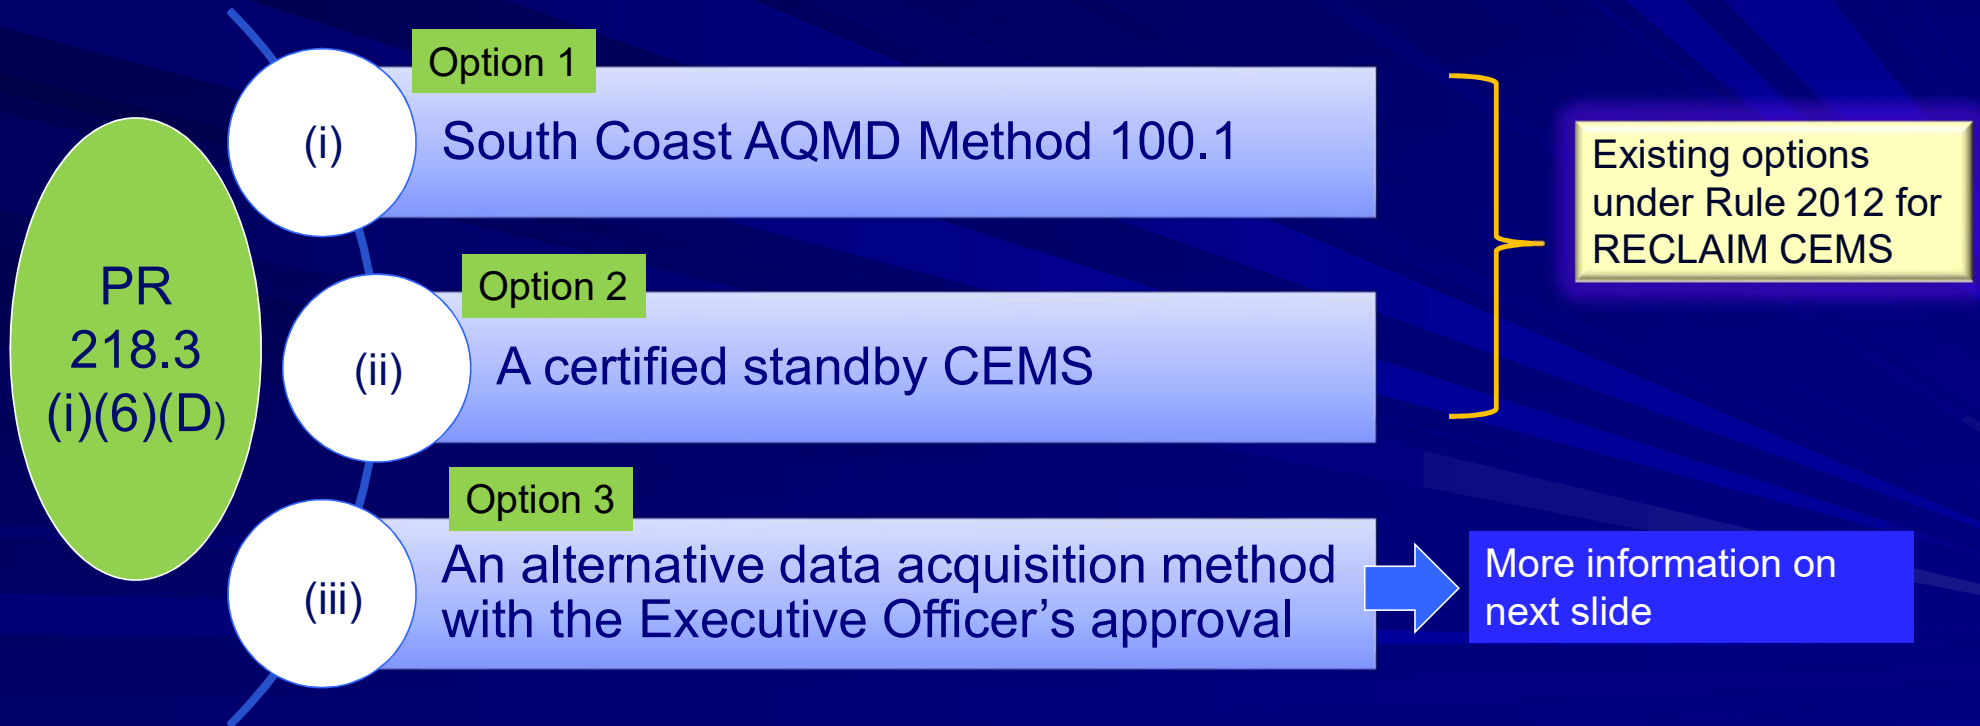 PR
218.3
(i)(6)(D)
Option 1
(i)
South Coast AQMD Method 100.1
Option 2
(ii)
A certified standby CEMS
Option 3
(iii)
An alternative data acquisition method
with the Executive Officer’s approval
Existing options
under Rule 2012 for
RECLAIM CEMS
More information on
next slide